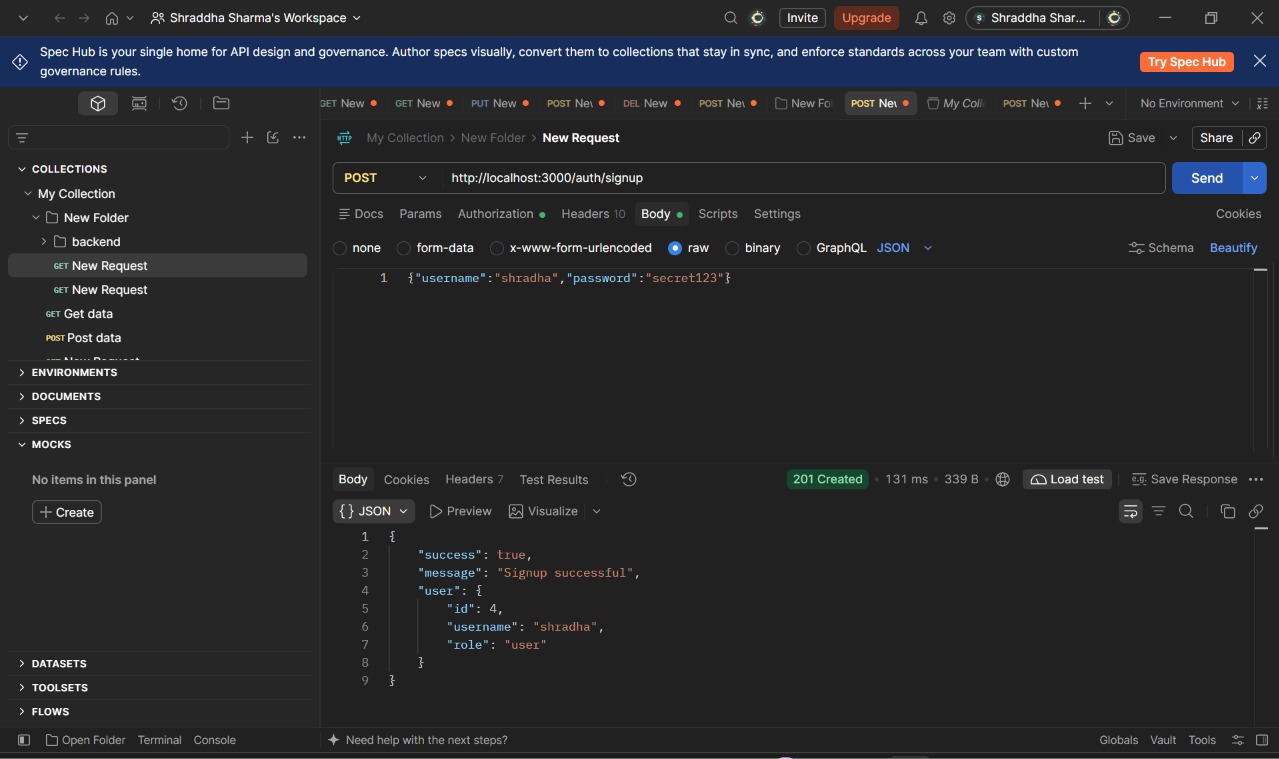 Shraddha Sharma's Workspace
Invite
Upgrade
S Shraddha Shar...
Spec Hub is your single home for API design and governance. Author specs visually, convert them to collections that stay in sync, and enforce standards across your team with custom
governance rules.
Try Spec Hub
GET New GET New PUT New POST Nev DEL New POST Nev New Fo POST Nev My Coll POST Nev No Environment
My Collection > New Folder > New Request
Save
Share
COLLECTIONS
My Collection
New Folder
backend
GET New Request
GET New Request
GET Get data
POST Post data
ENVIRONMENTS
DOCUMENTS
SPECS
MOCKS
No items in this panel
+ Create
DATASETS
TOOLSETS
FLOWS
POST http://localhost:3000/auth/signup
Send
Docs Params Authorization Headers 10 Body Scripts Settings Cookies
none form-data x-www-form-urlencoded raw binary GraphQL JSON Schema Beautify
1 {"username":"shradha","password":"secret123"}
Body Cookies Headers 7 Test Results 201 Created 131 ms 339 B Load test e.g. Save Response
{} JSON Preview Visualize
1 {
2 "success": true,
3 "message": "Signup successful",
4 "user": {
5 "id": 4,
6 "username": "shradha",
7 "role": "user"
8 }
9 }
Open Folder Terminal Console Need help with the next steps? Globals Vault Tools